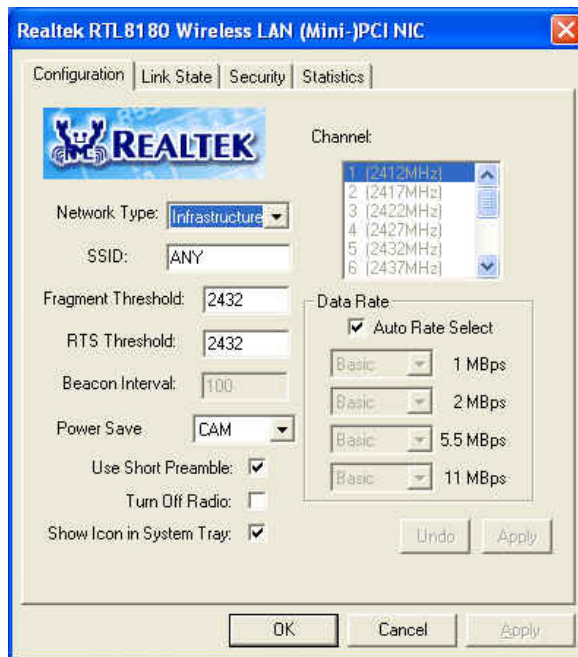 Realtek RTL8180 Wireless LAN (Mini-)PCI NIC
Configuration
Link State
Security
Statistics
REALTEK
Network Type: Infrastructure
SSID: ANY
Fragment Threshold: 2432
RTS Threshold: 2432
Beacon Interval: 100
Power Save CAM
Use Short Preamble:
Turn Off Radio:
Show Icon in System Tray:
Channel:
1 (2412MHz)
2 (2417MHz)
3 (2422MHz)
4 (2427MHz)
5 (2432MHz)
6 (2437MHz)
Data Rate
Auto Rate Select
Basic 1 MBps
Basic 2 MBps
Basic 5.5 MBps
Basic 11 MBps
Undo
Apply
OK
Cancel
Apply